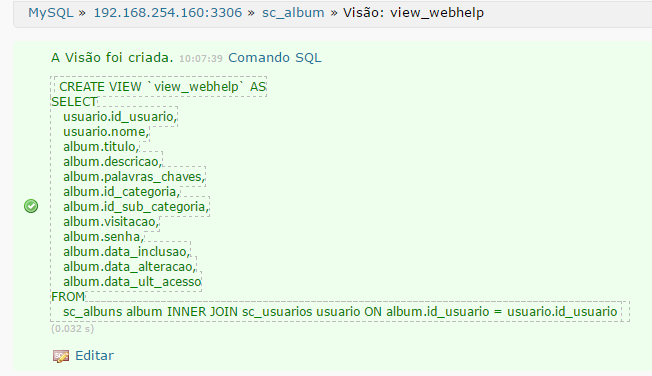 MySQL » 192.168.254.160:3306 » sc_album » Visão: view_webhelp
A Visão foi criada. 10:07:39 Comando SQL
CREATE VIEW `view_webhelp` AS
SELECT
usuario.id_usuario,
usuario.nome,
album.titulo,
album.descricao,
album.palavras_chaves,
album.id_categoria,
album.id_sub_categoria,
album.visitacao,
album.senha,
album.data_inclusao,
album.data_alteracao,
album.data_ult_acesso
FROM
sc_albuns album INNER JOIN sc_usuarios usuario ON album.id_usuario = usuario.id_usuario
(0.032 s)
Editar